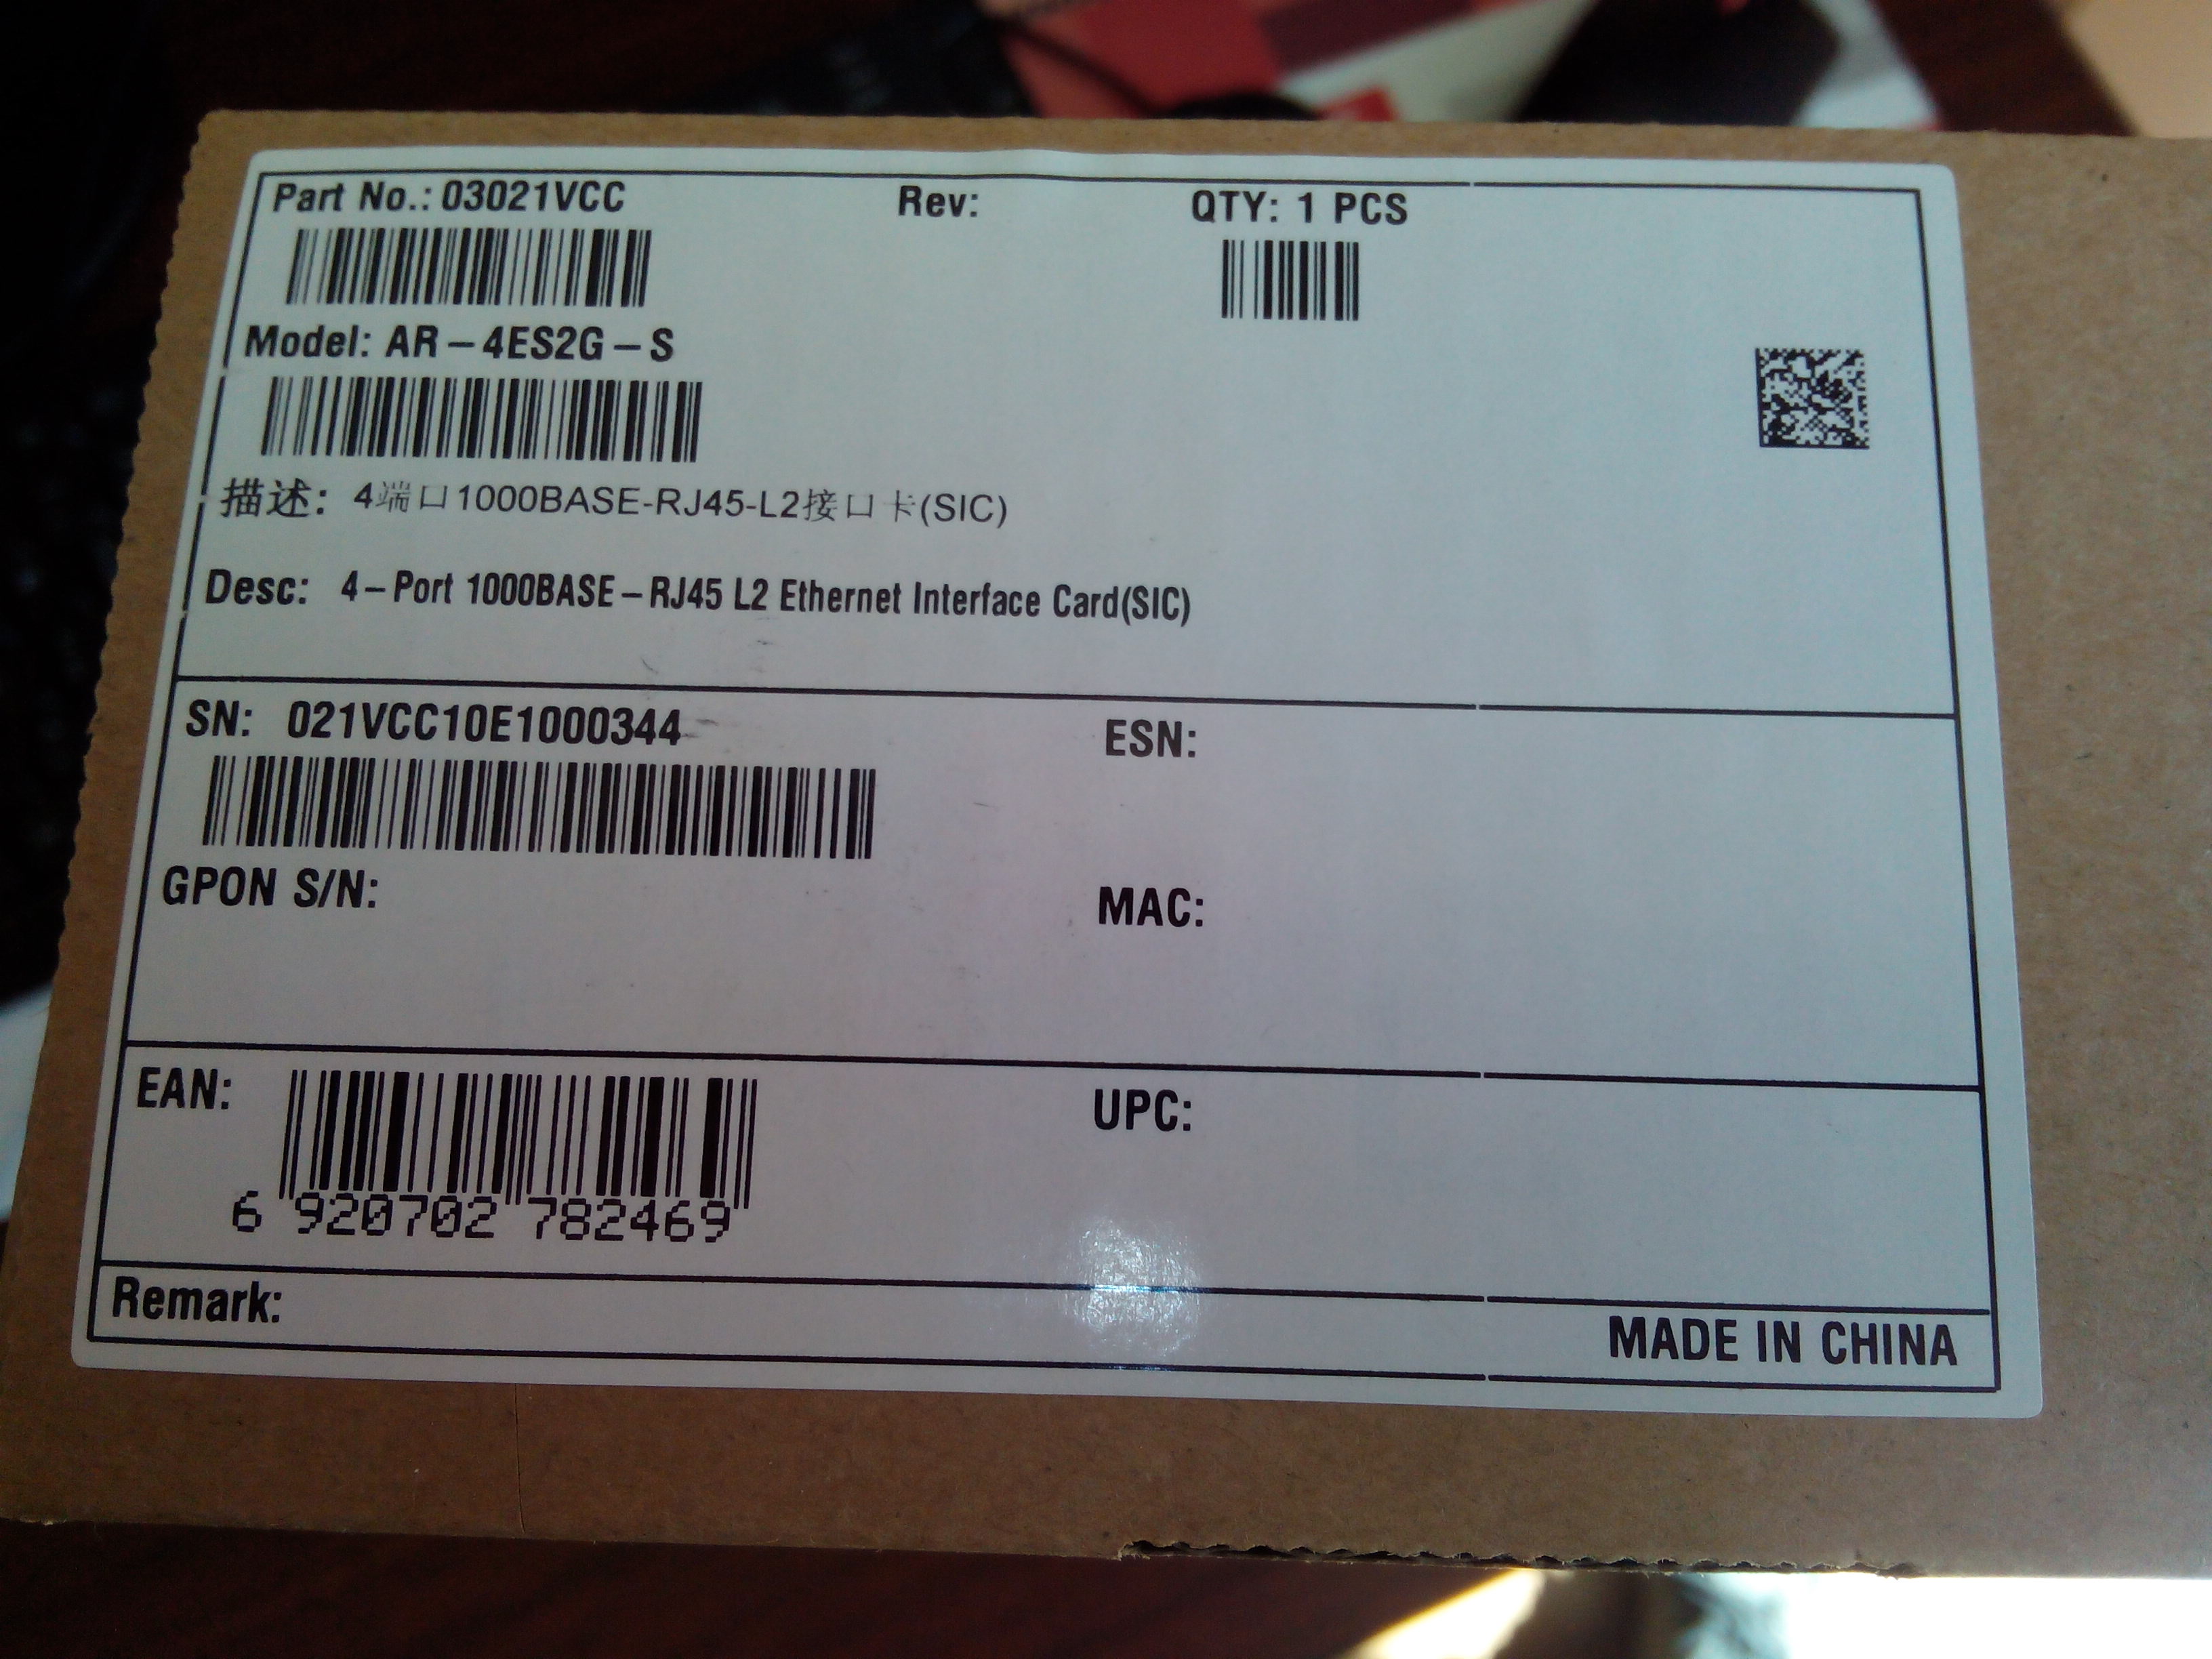 Part No.: 03021VCC Rev: QTY: 1 PCS
Model: AR-4ES2G-S
描述: 4端口1000BASE-RJ45-L2接口卡(SIC)
Desc: 4-Port 1000BASE-RJ45 L2 Ethernet Interface Card(SIC)
SN: 021VCC10E1000344 ESN:
GPON S/N: MAC:
EAN: UPC:
6 920702 782469
Remark:
MADE IN CHINA